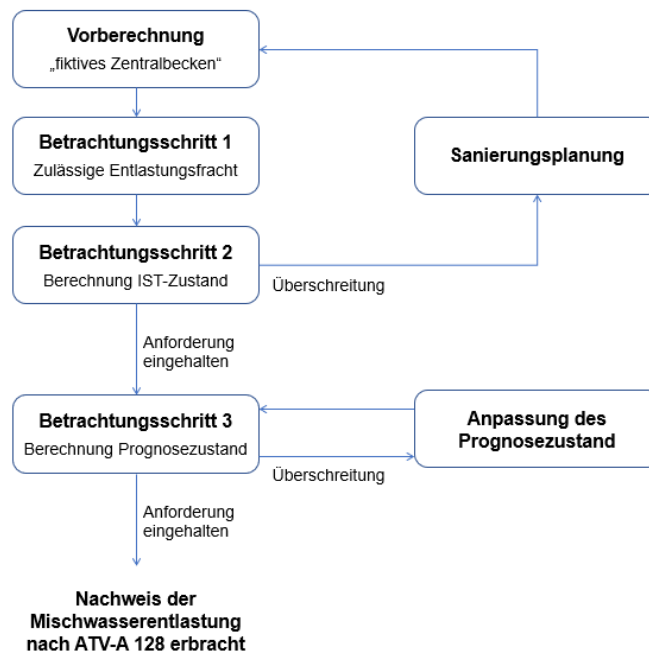 Vorberechnung
„fiktives Zentralbecken“
Betrachtungsschritt 1
Zulässige Entlastungsfracht
Sanierungsplanung
Betrachtungsschritt 2
Berechnung IST-Zustand
Überschreitung
Anforderung
eingehalten
Betrachtungsschritt 3
Berechnung Prognosezustand
Anpassung des
Prognosezustand
Überschreitung
Anforderung
eingehalten
Nachweis der
Mischwasserentlastung
nach ATV-A 128 erbracht